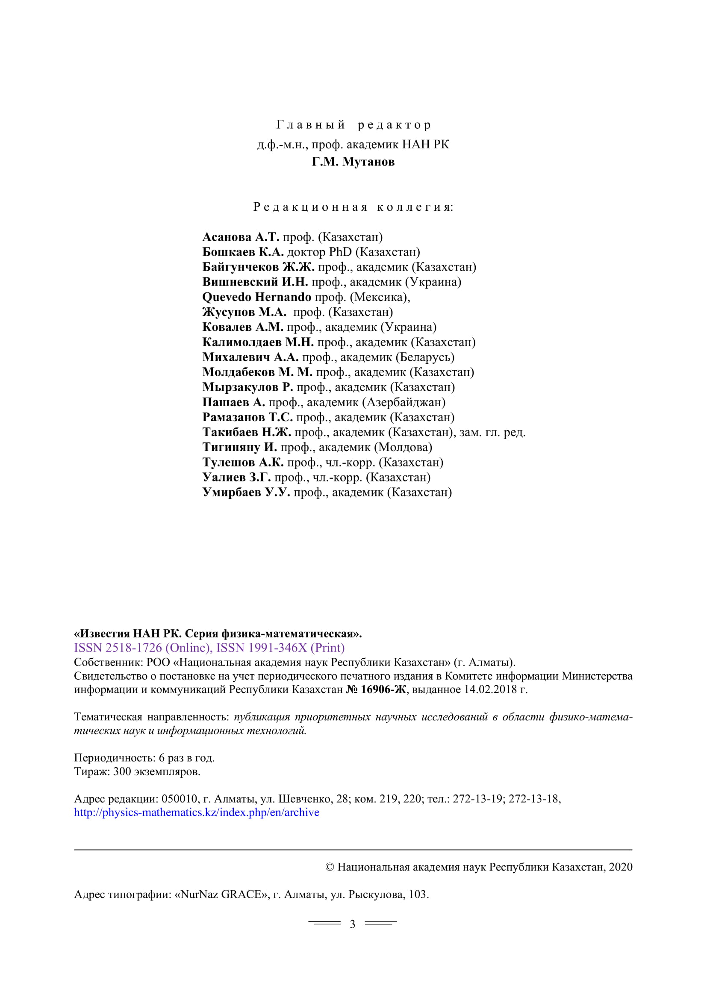 Главный редактор
д.ф.-м.н., проф. академик НАН РК
Г.М. Мутанов
Редакционная коллегия:
Асанова А.Т. проф. (Казахстан)
Бошкаев К.А. доктор PhD (Казахстан)
Байгунчеков Ж.Ж. проф., академик (Казахстан)
Вишневский И.Н. проф., академик (Украина)
Quevedo Hernando проф. (Мексика),
Жусупов М.А. проф. (Казахстан)
Ковалев А.М. проф., академик (Украина)
Калимолдаев М.Н. проф., академик (Казахстан)
Михалевич А.А. проф., академик (Беларусь)
Молдабеков М. М. проф., академик (Казахстан)
Мырзакулов Р. проф., академик (Казахстан)
Пашаев А. проф., академик (Азербайджан)
Рамазанов Т.С. проф., академик (Казахстан)
Такибаев Н.Ж. проф., академик (Казахстан), зам. гл. ред.
Тигиняну И. проф., академик (Молдова)
Тулешов А.К. проф., чл.-корр. (Казахстан)
Уалиев З.Г. проф., чл.-корр. (Казахстан)
Умирбаев У.У. проф., академик (Казахстан)
«Известия НАН РК. Серия физика-математическая».
ISSN 2518-1726 (Online), ISSN 1991-346X (Print)
Собственник: РОО «Национальная академия наук Республики Казахстан» (г. Алматы).
Свидетельство о постановке на учет периодического печатного издания в Комитете информации Министерства
информации и коммуникаций Республики Казахстан № 16906-Ж, выданное 14.02.2018 г.
Тематическая направленность: публикация приоритетных научных исследований в области физико-матема-
тических наук и информационных технологий.
Периодичность: 6 раз в год.
Тираж: 300 экземпляров.
Адрес редакции: 050010, г. Алматы, ул. Шевченко, 28; ком. 219, 220; тел.: 272-13-19; 272-13-18,
http://physics-mathematics.kz/index.php/en/archive
© Национальная академия наук Республики Казахстан, 2020
Адрес типографии: «NurNaz GRACE», г. Алматы, ул. Рыскулова, 103.
3